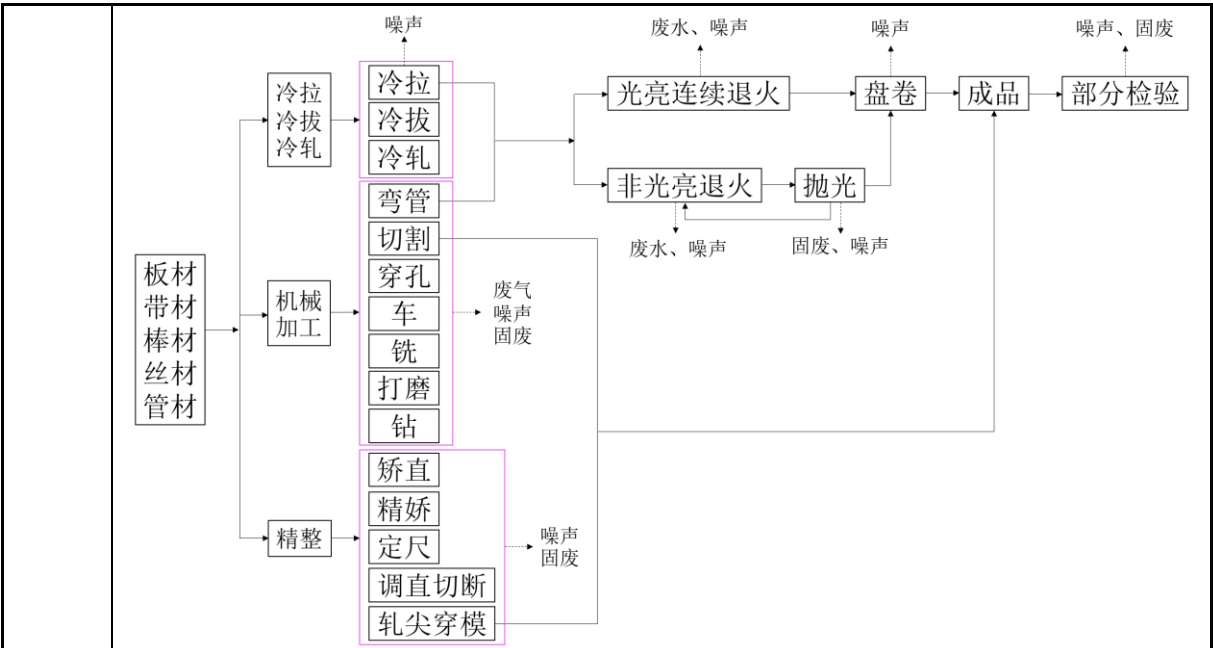 噪声
废水、噪声
噪声
噪声、固废
冷拉
冷拔
冷轧
冷拉
冷拔
冷轧
光亮连续退火
盘卷
成品
部分检验
非光亮退火
抛光
废水、噪声
固废、噪声
板材
带材
棒材
丝材
管材
机械
加工
弯管
切割
穿孔
车
铣
打磨
钻
废气
噪声
固废
精整
矫直
精娇
定尺
调直切断
轧尖穿模
噪声
固废